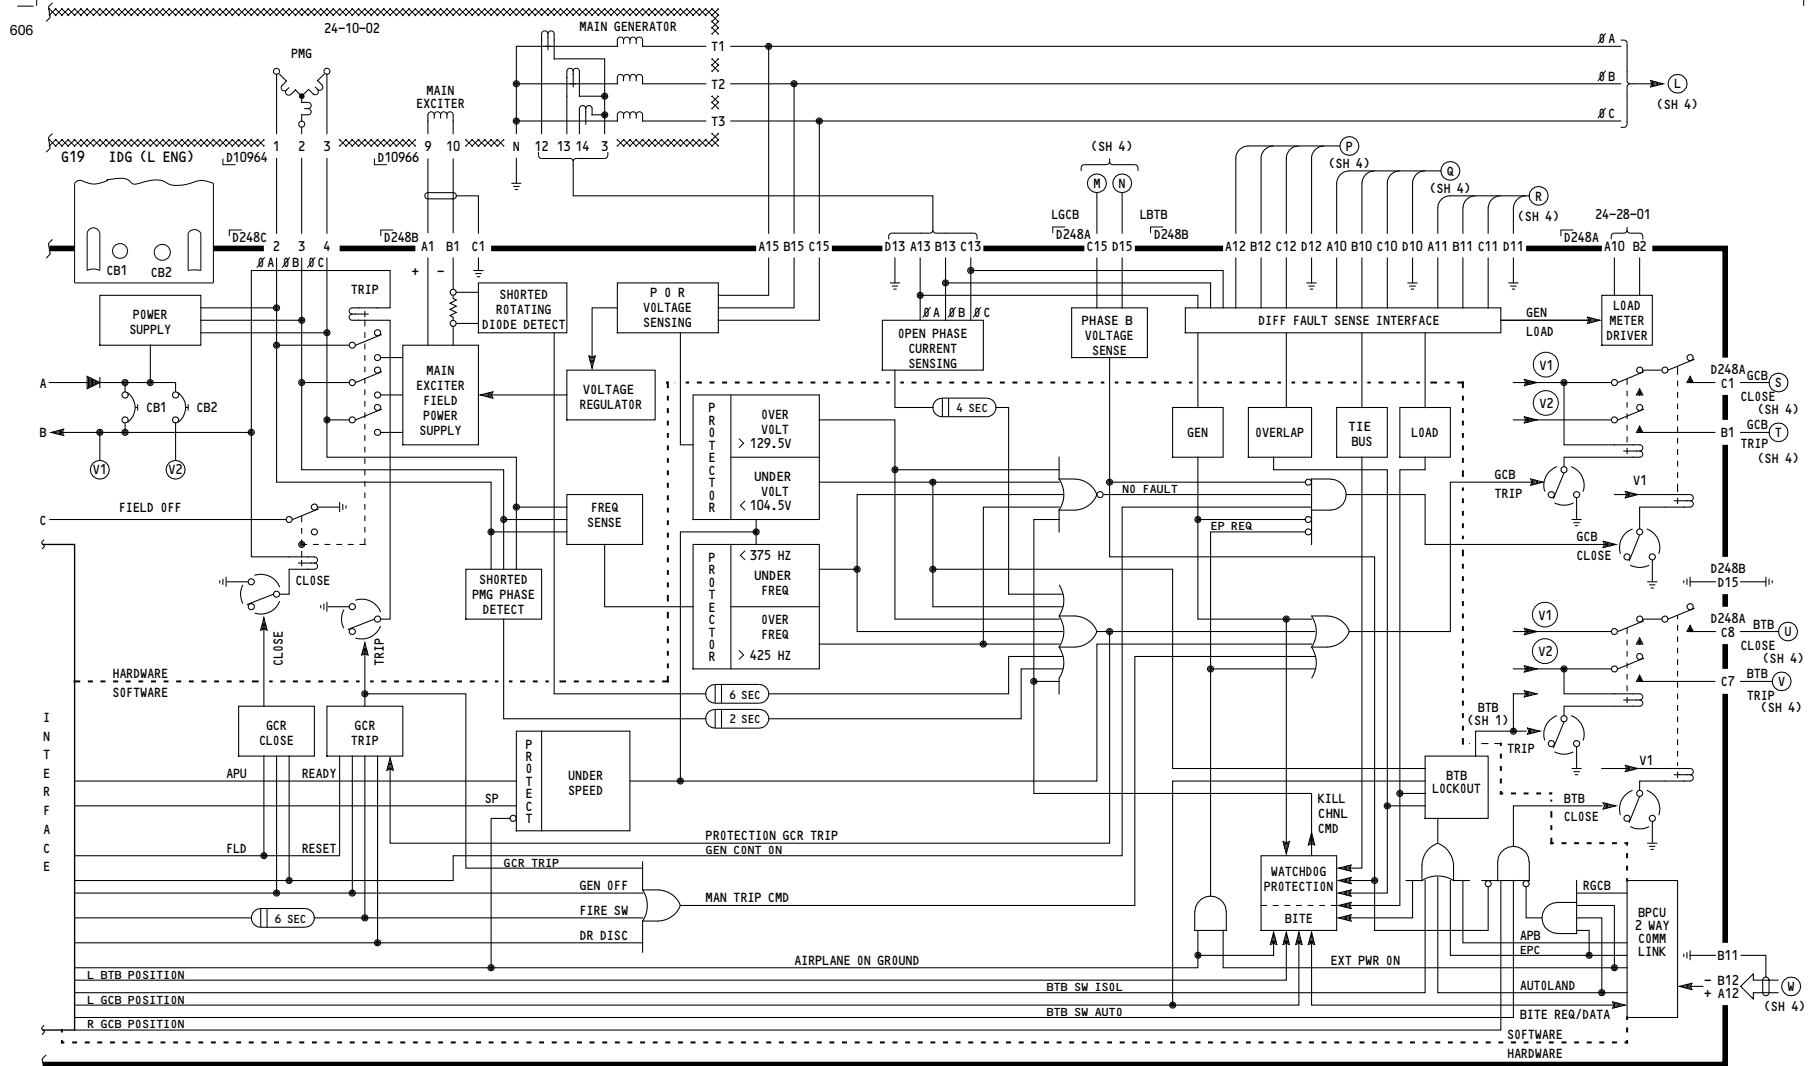 606
24-10-02
MAIN GENERATOR
PMG
MAIN
EXCITER
T1
T2
T3
ØA
ØB
ØC
L
(SH 4)
1 2 3
9 10
N 12 13 14 3
G19 IDG (L ENG)
D10964
D10966
(SH 4)
M N
P
(SH 4)
Q
(SH 4)
R
(SH 4)
24-28-01
LGCB
LBTB
D248C 2 3 4
D248B A1 B1 C1
A15 B15 C15
D13 A13 B13 C13
D248A C15 D15 D248B
A12 B12 C12 D12 A10 B10 C10 D10 A11 B11 C11 D11
D248A A10 B2
CB1 CB2
ØA ØB ØC
+ -
POWER
SUPPLY
TRIP
SHORTED
ROTATING
DIODE DETECT
P O R
VOLTAGE
SENSING
ØA ØB ØC
OPEN PHASE
CURRENT
SENSING
PHASE B
VOLTAGE
SENSE
DIFF FAULT SENSE INTERFACE
GEN
LOAD
LOAD
METER
DRIVER
MAIN
EXCITER
FIELD
POWER
SUPPLY
VOLTAGE
REGULATOR
A
B
CB1
CB2
V1
V2
PROTECTOR
OVER
VOLT
> 129.5V
UNDER
VOLT
< 104.5V
4 SEC
GEN
OVERLAP
TIE
BUS
LOAD
V1
V2
D248A
C1
GCB
CLOSE
S
(SH 4)
B1
GCB
TRIP
T
(SH 4)
GCB
TRIP
V1
NO FAULT
EP REQ
GCB
CLOSE
C
FIELD OFF
FREQ
SENSE
CLOSE
SHORTED
PMG PHASE
DETECT
PROTECTOR
< 375 HZ
UNDER
FREQ
OVER
FREQ
> 425 HZ
D248B
D15
CLOSE
TRIP
V1
V2
D248A
C8
BTB
CLOSE
U
(SH 4)
C7
BTB
TRIP
V
(SH 4)
HARDWARE
SOFTWARE
6 SEC
2 SEC
BTB
(SH 1)
TRIP
V1
INTERFACE
GCR
CLOSE
GCR
TRIP
PROTECT
UNDER
SPEED
BTB
LOCKOUT
APU READY
SP
KILL
CHNL
CMD
BTB
CLOSE
PROTECTION GCR TRIP
FLD RESET
GEN CONT ON
GCR TRIP
GEN OFF
MAN TRIP CMD
FIRE SW
6 SEC
DR DISC
WATCHDOG
PROTECTION
BITE
RGCB
BPCU
2 WAY
COMM
LINK
APB
EPC
B11
AIRPLANE ON GROUND
EXT PWR ON
L BTB POSITION
BTB SW ISOL
AUTOLAND
- B12
+ A12
W
(SH 4)
L GCB POSITION
BTB SW AUTO
BITE REQ/DATA
R GCB POSITION
SOFTWARE
HARDWARE